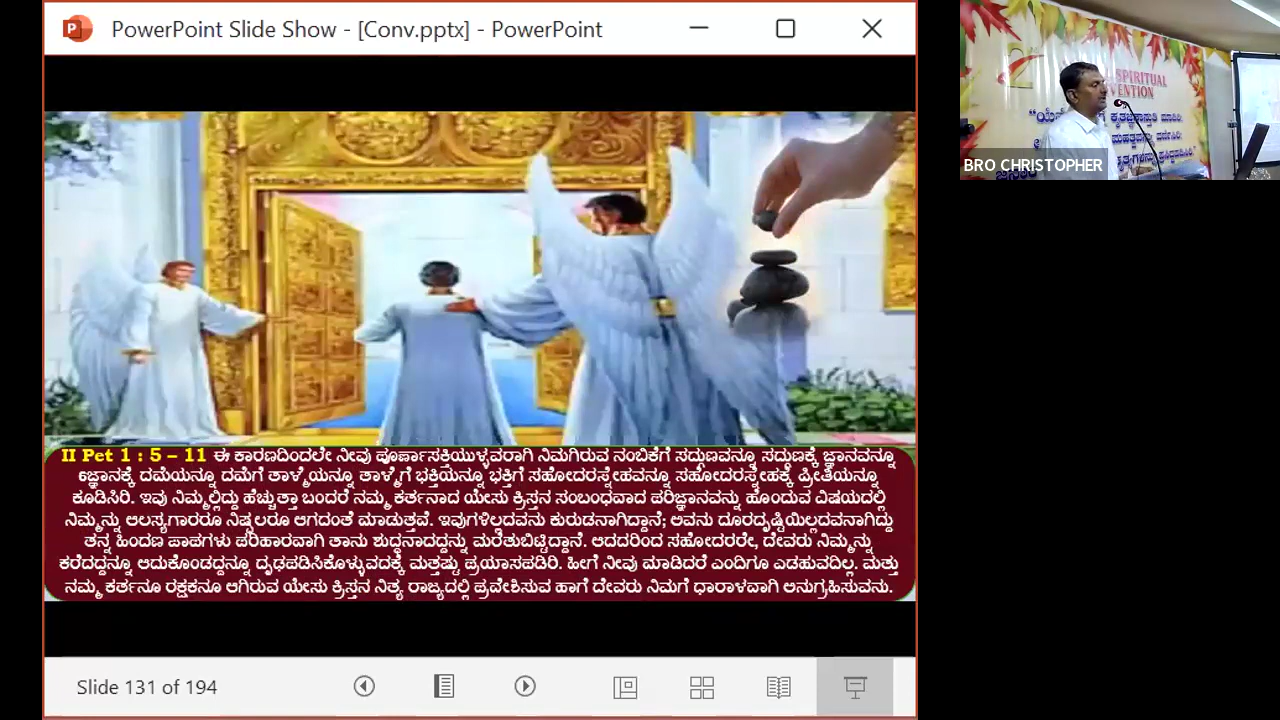 PowerPoint Slide Show - [Conv.pptx] - PowerPoint
II Pet 1 : 5 – 11 ಈ ಕಾರಣದಿಂದಲೇ ನೀವು ಪೂರ್ಣಾಸಕ್ತಿಯುಳ್ಳವರಾಗಿ ನಿಮಗಿರುವ ನಂಬಿಕೆಗೆ ಸದ್ಗುಣವನ್ನೂ ಸದ್ಗುಣಕ್ಕೆ ಜ್ಞಾನವನ್ನೂ
ಜ್ಞಾನಕ್ಕೆ ದಮೆಯನ್ನೂ ದಮೆಗೆ ತಾಳ್ಮೆಯನ್ನೂ ತಾಳ್ಮೆಗೆ ಭಕ್ತಿಯನ್ನೂ ಭಕ್ತಿಗೆ ಸಹೋದರಸ್ನೇಹವನ್ನೂ ಸಹೋದರಸ್ನೇಹಕ್ಕೆ ಪ್ರೀತಿಯನ್ನೂ
ಕೂಡಿಸಿರಿ. ಇವು ನಿಮ್ಮಲ್ಲಿದ್ದು ಹೆಚ್ಚುತ್ತಾ ಬಂದರೆ ನಮ್ಮ ಕರ್ತನಾದ ಯೇಸು ಕ್ರಿಸ್ತನ ಸಂಬಂಧವಾದ ಪರಿಜ್ಞಾನವನ್ನು ಹೊಂದುವ ವಿಷಯದಲ್ಲಿ
ನಿಮ್ಮನ್ನು ಆಲಸ್ಯಗಾರರೂ ನಿಷ್ಫಲರೂ ಆಗದಂತೆ ಮಾಡುತ್ತವೆ. ಇವುಗಳಿಲ್ಲದವನು ಕುರುಡನಾಗಿದ್ದಾನೆ; ಅವನು ದೂರದೃಷ್ಟಿಯಿಲ್ಲದವನಾಗಿದ್ದು
ತನ್ನ ಹಿಂದಣ ಪಾಪಗಳು ಪರಿಹಾರವಾಗಿ ತಾನು ಶುದ್ಧನಾದದ್ದನ್ನು ಮರೆತುಬಿಟ್ಟಿದ್ದಾನೆ. ಆದದರಿಂದ ಸಹೋದರರೇ, ದೇವರು ನಿಮ್ಮನ್ನು
ಕರೆದದ್ದನ್ನೂ ಆದುಕೊಂಡದ್ದನ್ನೂ ದೃಢಪಡಿಸಿಕೊಳ್ಳುವದಕ್ಕೆ ಮತ್ತಷ್ಟು ಪ್ರಯಾಸಪಡಿರಿ. ಹೀಗೆ ನೀವು ಮಾಡಿದರೆ ಎಂದಿಗೂ ಎಡಹುವದಿಲ್ಲ. ಮತ್ತು
ನಮ್ಮ ಕರ್ತನೂ ರಕ್ಷಕನೂ ಆಗಿರುವ ಯೇಸು ಕ್ರಿಸ್ತನ ನಿತ್ಯ ರಾಜ್ಯದಲ್ಲಿ ಪ್ರವೇಶಿಸುವ ಹಾಗೆ ದೇವರು ನಿಮಗೆ ಧಾರಾಳವಾಗಿ ಅನುಗ್ರಹಿಸುವನು.
Slide 131 of 194
SPIRITUAL
BRO CHRISTOPHER